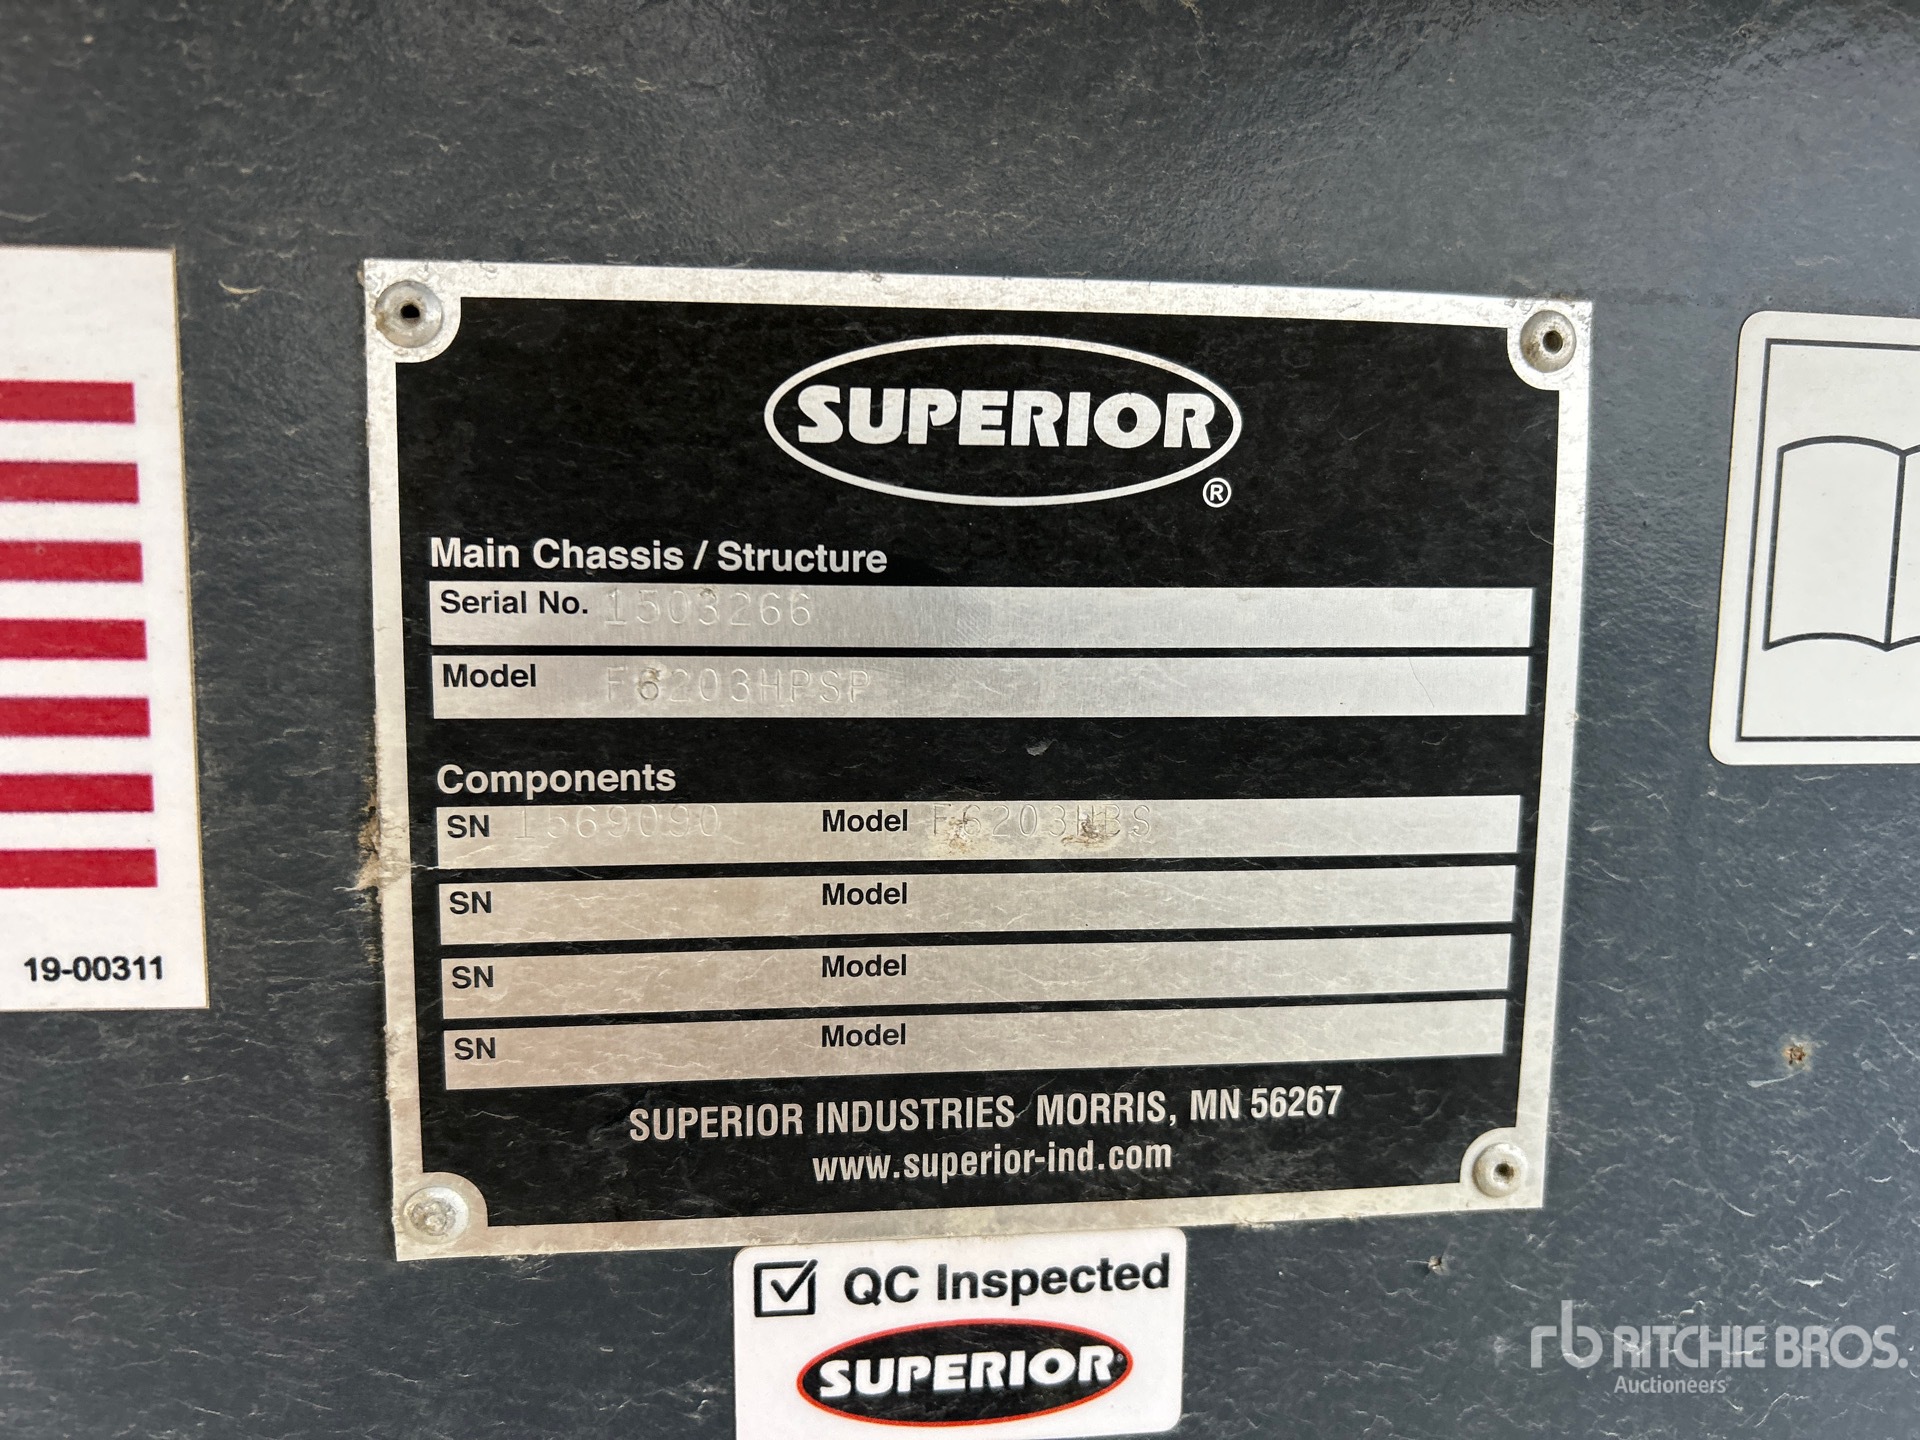 SUPERIOR
®
Main Chassis / Structure
Serial No. 1503266
Model F6203HPSP
Components
SN 1569090 Model F6203HBS
SN Model
SN Model
SN Model
SUPERIOR INDUSTRIES MORRIS, MN 56267
www.superior-ind.com
19-00311
QC Inspected
SUPERIOR
rb RITCHIE BROS.
Auctioneers